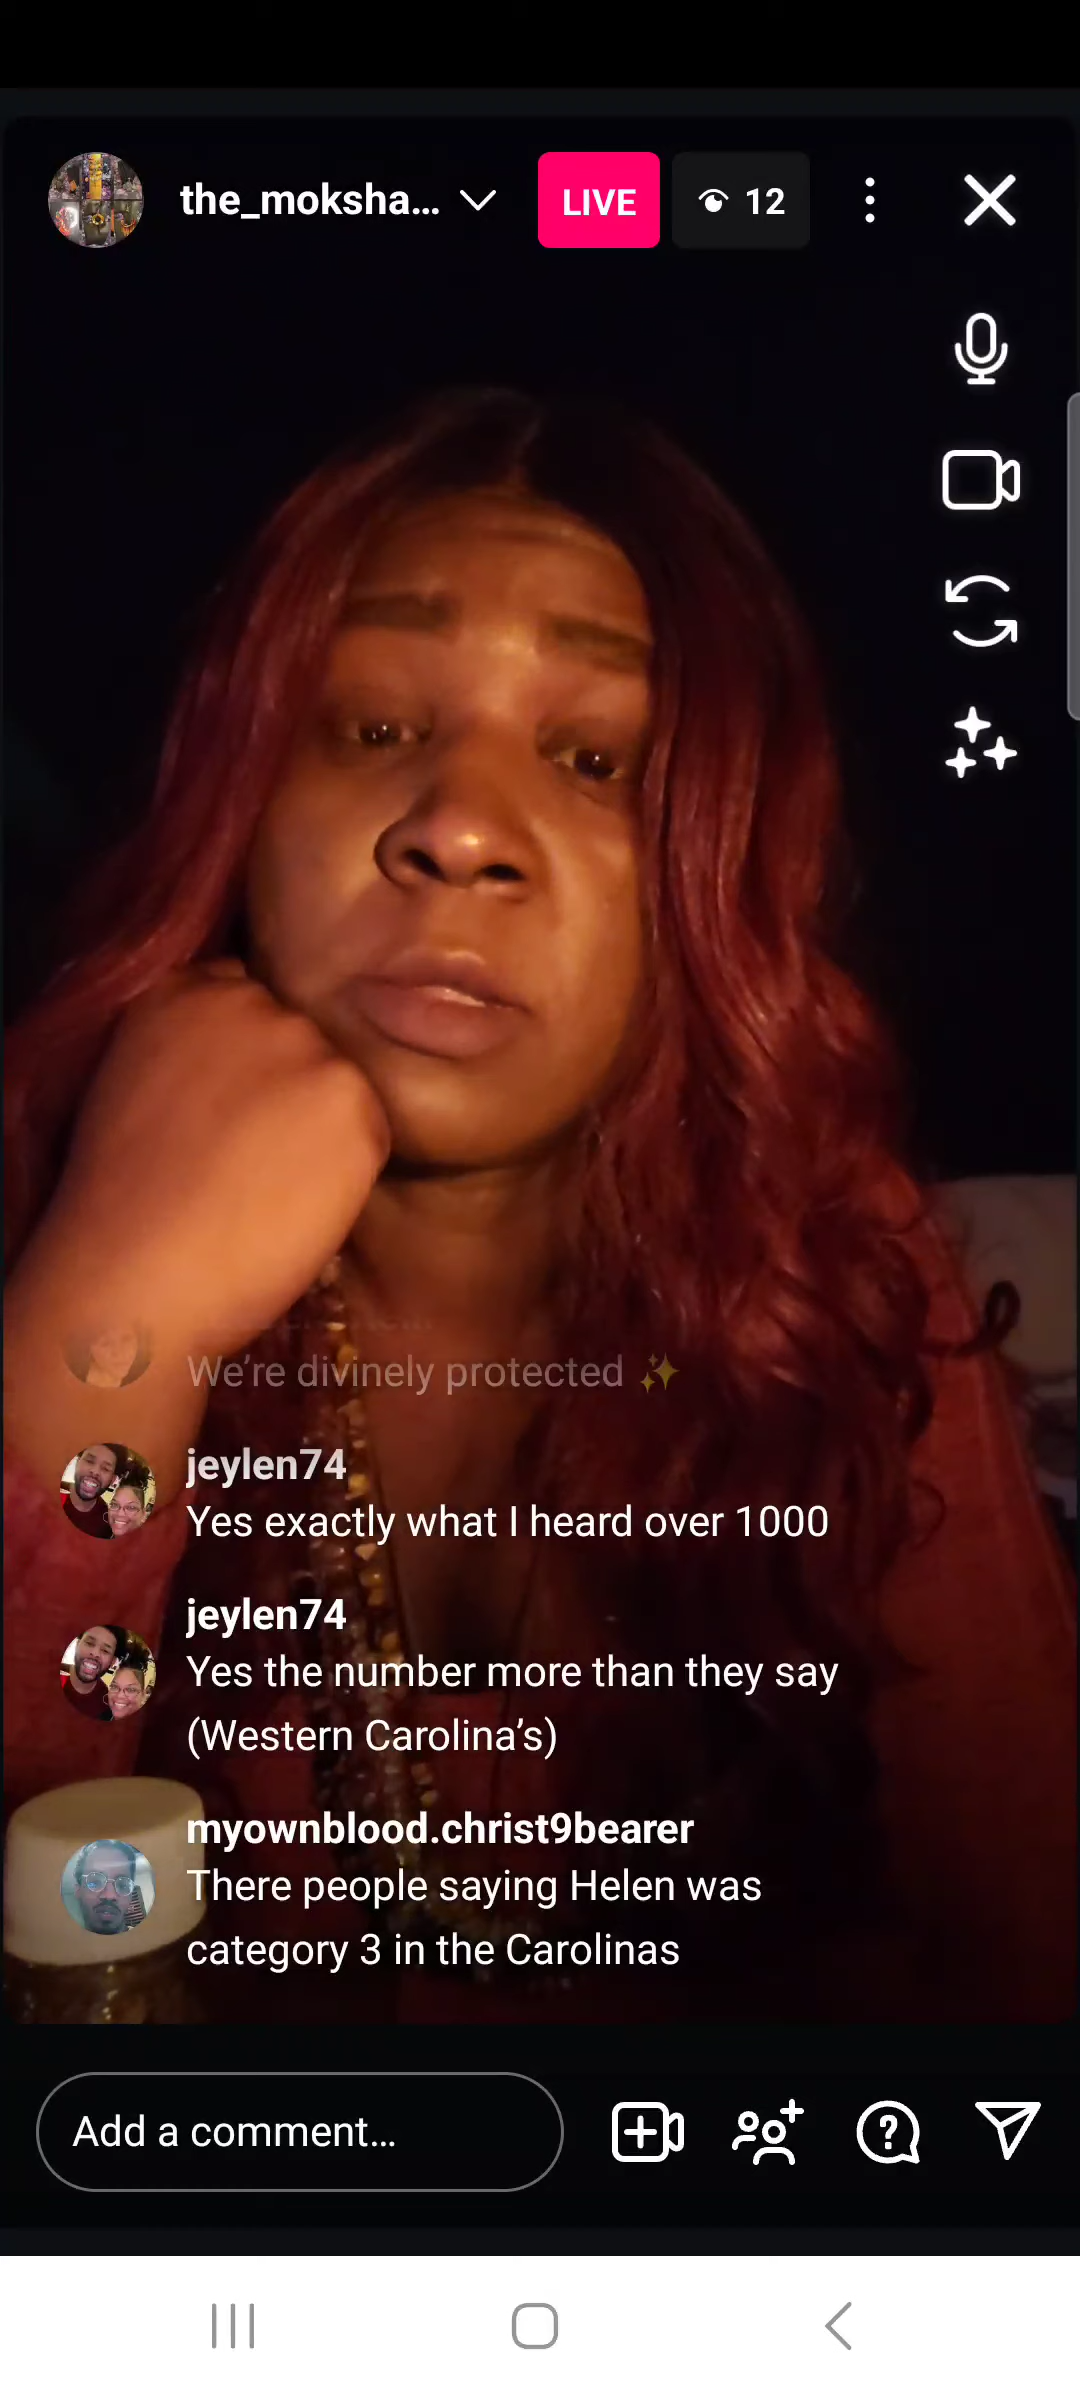 the_moksha...
LIVE
12
We're divinely protected ✨
jeylen74
Yes exactly what I heard over 1000
jeylen74
Yes the number more than they say
(Western Carolina's)
myownblood.christ9bearer
There people saying Helen was
category 3 in the Carolinas
Add a comment...